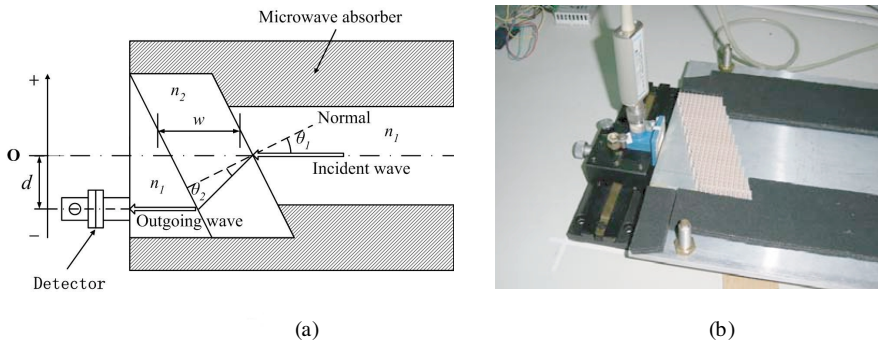 Microwave absorber
+
n2
w
Normal
θ1
n1
O
Incident wave
d
n1
θ2
Outgoing wave
−
Detector
(a)
(b)